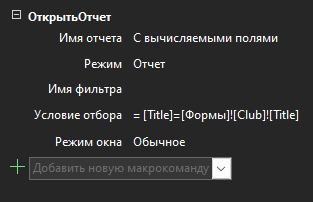 ОткрытьОтчет
Имя отчета С вычисляемыми полями
Режим Отчет
Имя фильтра
Условие отбора = [Title]=[Формы]![Club]![Title]
Режим окна Обычное
Добавить новую макрокоманду